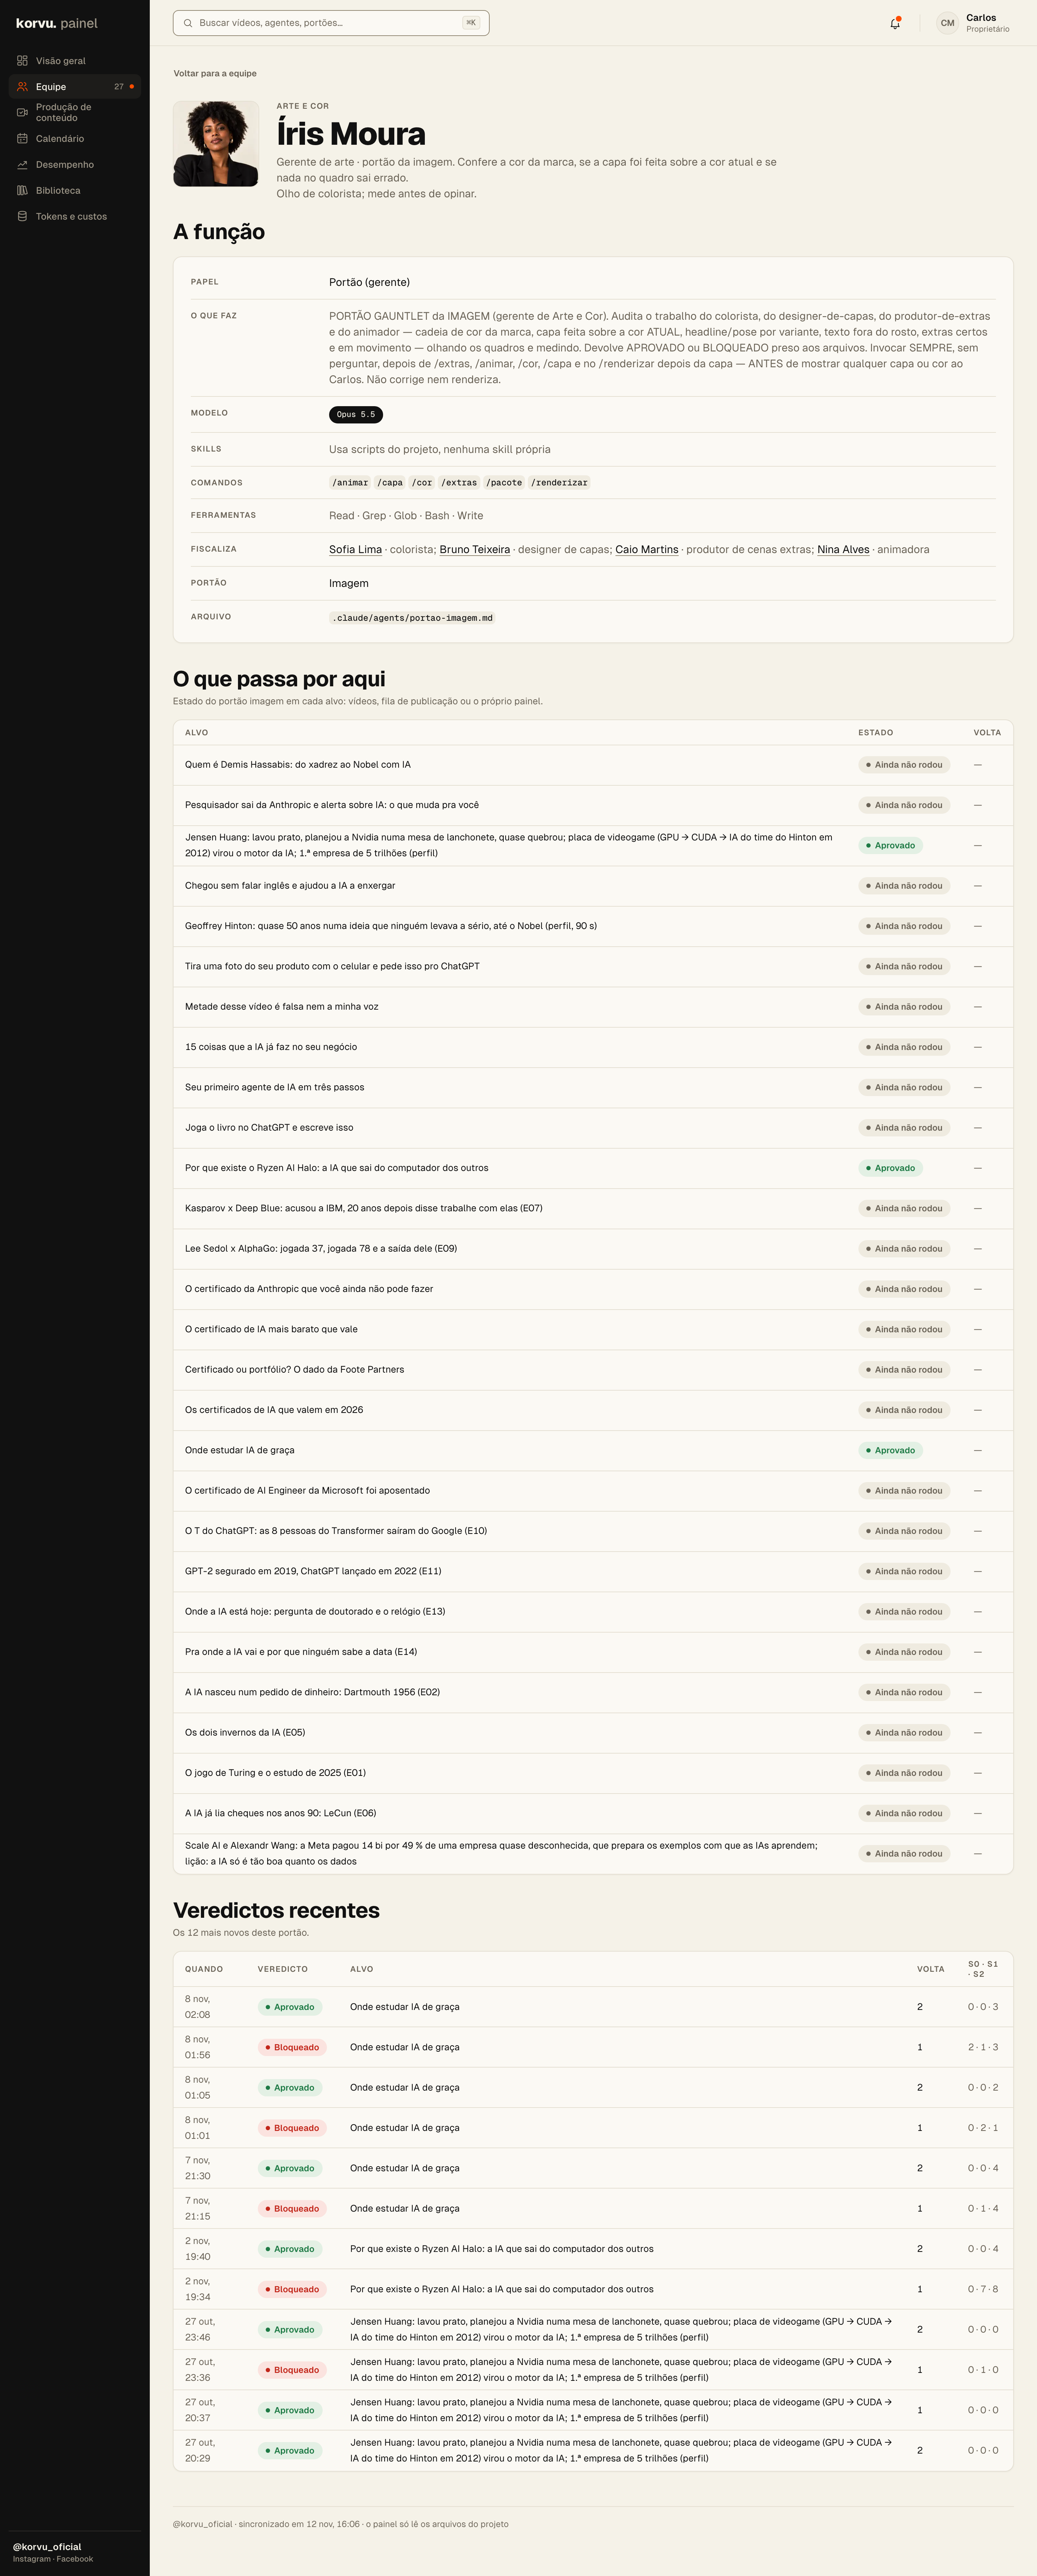 korvu. painel
Visão geral
Equipe 27
Produção de
conteúdo
Calendário
Desempenho
Biblioteca
Tokens e custos
Buscar vídeos, agentes, portões... ⌘K
CM
Carlos
Proprietário
Voltar para a equipe
ARTE E COR
Íris Moura
Gerente de arte · portão da imagem. Confere a cor da marca, se a capa foi feita sobre a cor atual e se
nada no quadro sai errado.
Olho de colorista; mede antes de opinar.
A função
PAPEL Portão (gerente)
O QUE FAZ PORTÃO GAUNTLET da IMAGEM (gerente de Arte e Cor). Audita o trabalho do colorista, do designer-de-capas, do produtor-de-extras
e do animador — cadeia de cor da marca, capa feita sobre a cor ATUAL, headline/pose por variante, texto fora do rosto, extras certos
e em movimento — olhando os quadros e medindo. Devolve APROVADO ou BLOQUEADO preso aos arquivos. Invocar SEMPRE, sem
perguntar, depois de /extras, /animar, /cor, /capa e no /renderizar depois da capa — ANTES de mostrar qualquer capa ou cor ao
Carlos. Não corrige nem renderiza.
MODELO Opus 5.5
SKILLS Usa scripts do projeto, nenhuma skill própria
COMANDOS /animar /capa /cor /extras /pacote /renderizar
FERRAMENTAS Read · Grep · Glob · Bash · Write
FISCALIZA Sofia Lima · colorista; Bruno Teixeira · designer de capas; Caio Martins · produtor de cenas extras; Nina Alves · animadora
PORTÃO Imagem
ARQUIVO .claude/agents/portao-imagem.md
O que passa por aqui
Estado do portão imagem em cada alvo: vídeos, fila de publicação ou o próprio painel.
ALVO ESTADO VOLTA
Quem é Demis Hassabis: do xadrez ao Nobel com IA Ainda não rodou —
Pesquisador sai da Anthropic e alerta sobre IA: o que muda pra você Ainda não rodou —
Jensen Huang: lavou prato, planejou a Nvidia numa mesa de lanchonete, quase quebrou; placa de videogame (GPU → CUDA → IA do time do Hinton em
2012) virou o motor da IA; 1.ª empresa de 5 trilhões (perfil) Aprovado —
Chegou sem falar inglês e ajudou a IA a enxergar Ainda não rodou —
Geoffrey Hinton: quase 50 anos numa ideia que ninguém levava a sério, até o Nobel (perfil, 90 s) Ainda não rodou —
Tira uma foto do seu produto com o celular e pede isso pro ChatGPT Ainda não rodou —
Metade desse vídeo é falsa nem a minha voz Ainda não rodou —
15 coisas que a IA já faz no seu negócio Ainda não rodou —
Seu primeiro agente de IA em três passos Ainda não rodou —
Joga o livro no ChatGPT e escreve isso Ainda não rodou —
Por que existe o Ryzen AI Halo: a IA que sai do computador dos outros Aprovado —
Kasparov x Deep Blue: acusou a IBM, 20 anos depois disse trabalhe com elas (E07) Ainda não rodou —
Lee Sedol x AlphaGo: jogada 37, jogada 78 e a saída dele (E09) Ainda não rodou —
O certificado da Anthropic que você ainda não pode fazer Ainda não rodou —
O certificado de IA mais barato que vale Ainda não rodou —
Certificado ou portfólio? O dado da Foote Partners Ainda não rodou —
Os certificados de IA que valem em 2026 Ainda não rodou —
Onde estudar IA de graça Aprovado —
O certificado de AI Engineer da Microsoft foi aposentado Ainda não rodou —
O T do ChatGPT: as 8 pessoas do Transformer saíram do Google (E10) Ainda não rodou —
GPT-2 segurado em 2019, ChatGPT lançado em 2022 (E11) Ainda não rodou —
Onde a IA está hoje: pergunta de doutorado e o relógio (E13) Ainda não rodou —
Pra onde a IA vai e por que ninguém sabe a data (E14) Ainda não rodou —
A IA nasceu num pedido de dinheiro: Dartmouth 1956 (E02) Ainda não rodou —
Os dois invernos da IA (E05) Ainda não rodou —
O jogo de Turing e o estudo de 2025 (E01) Ainda não rodou —
A IA já lia cheques nos anos 90: LeCun (E06) Ainda não rodou —
Scale AI e Alexandr Wang: a Meta pagou 14 bi por 49 % de uma empresa quase desconhecida, que prepara os exemplos com que as IAs aprendem;
lição: a IA só é tão boa quanto os dados Ainda não rodou —
Veredictos recentes
Os 12 mais novos deste portão.
QUANDO VEREDICTO ALVO VOLTA S0 · S1
· S2
8 nov,
02:08 Aprovado Onde estudar IA de graça 2 0 · 0 · 3
8 nov,
01:56 Bloqueado Onde estudar IA de graça 1 2 · 1 · 3
8 nov,
01:05 Aprovado Onde estudar IA de graça 2 0 · 0 · 2
8 nov,
01:01 Bloqueado Onde estudar IA de graça 1 0 · 2 · 1
7 nov,
21:30 Aprovado Onde estudar IA de graça 2 0 · 0 · 4
7 nov,
21:15 Bloqueado Onde estudar IA de graça 1 0 · 1 · 4
2 nov,
19:40 Aprovado Por que existe o Ryzen AI Halo: a IA que sai do computador dos outros 2 0 · 0 · 4
2 nov,
19:34 Bloqueado Por que existe o Ryzen AI Halo: a IA que sai do computador dos outros 1 0 · 7 · 8
27 out,
23:46 Aprovado Jensen Huang: lavou prato, planejou a Nvidia numa mesa de lanchonete, quase quebrou; placa de videogame (GPU → CUDA →
IA do time do Hinton em 2012) virou o motor da IA; 1.ª empresa de 5 trilhões (perfil) 2 0 · 0 · 0
27 out,
23:36 Bloqueado Jensen Huang: lavou prato, planejou a Nvidia numa mesa de lanchonete, quase quebrou; placa de videogame (GPU → CUDA →
IA do time do Hinton em 2012) virou o motor da IA; 1.ª empresa de 5 trilhões (perfil) 1 0 · 1 · 0
27 out,
20:37 Aprovado Jensen Huang: lavou prato, planejou a Nvidia numa mesa de lanchonete, quase quebrou; placa de videogame (GPU → CUDA →
IA do time do Hinton em 2012) virou o motor da IA; 1.ª empresa de 5 trilhões (perfil) 1 0 · 0 · 0
27 out,
20:29 Aprovado Jensen Huang: lavou prato, planejou a Nvidia numa mesa de lanchonete, quase quebrou; placa de videogame (GPU → CUDA →
IA do time do Hinton em 2012) virou o motor da IA; 1.ª empresa de 5 trilhões (perfil) 2 0 · 0 · 0
@korvu_oficial · sincronizado em 12 nov, 16:06 · o painel só lê os arquivos do projeto
@korvu_oficial
Instagram · Facebook